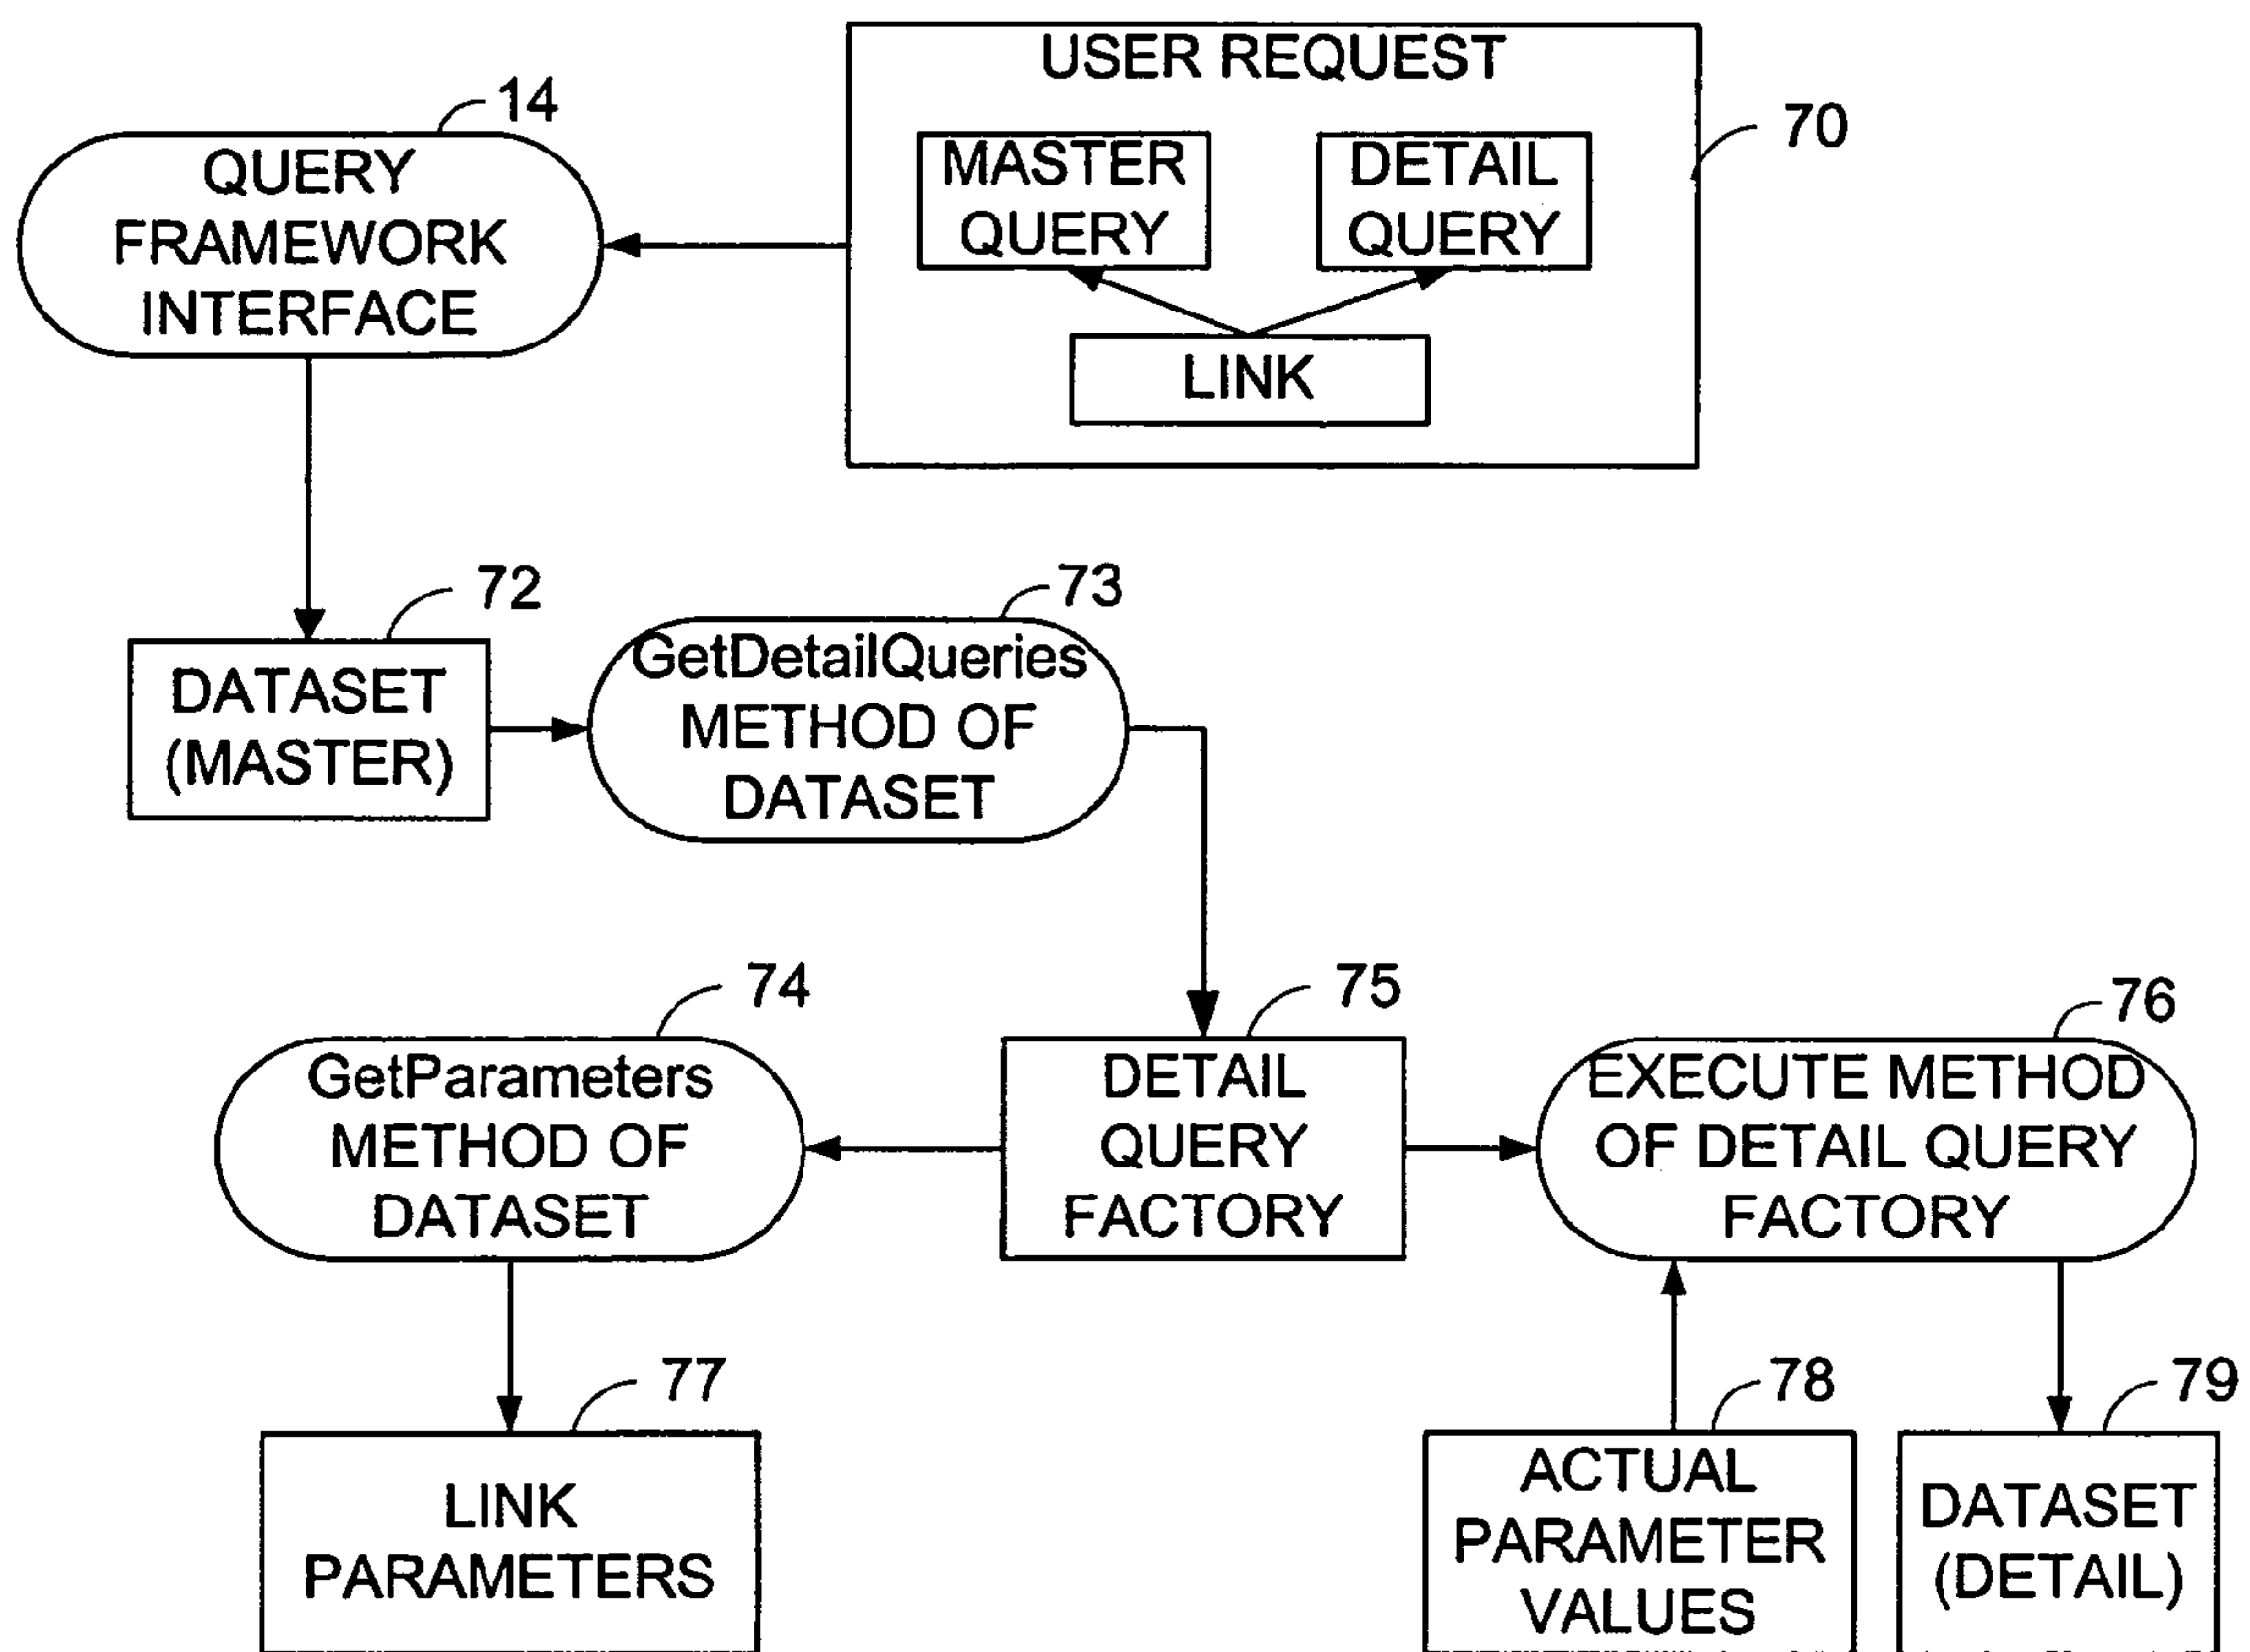 USER REQUEST
14
70
QUERY
FRAMEWORK
INTERFACE
MASTER
QUERY
DETAIL
QUERY
LINK
72
73
DATASET
(MASTER)
GetDetailQueries
METHOD OF
DATASET
74
75
76
GetParameters
METHOD OF
DATASET
DETAIL
QUERY
FACTORY
EXECUTE METHOD
OF DETAIL QUERY
FACTORY
77
78
79
LINK
PARAMETERS
ACTUAL
PARAMETER
VALUES
DATASET
(DETAIL)